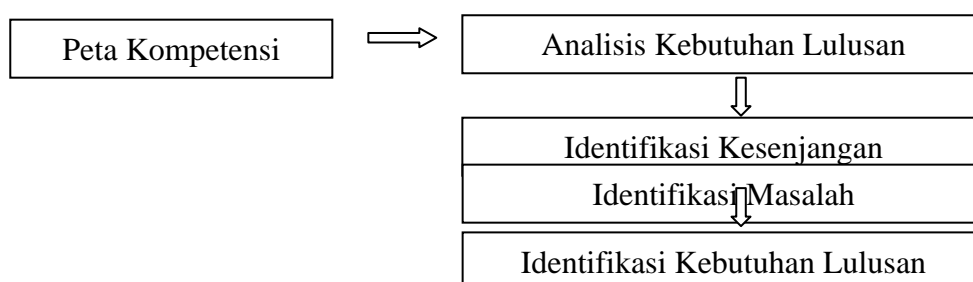 Peta Kompetensi
Analisis Kebutuhan Lulusan
Identifikasi Kesenjangan
Identifikasi Masalah
Identifikasi Kebutuhan Lulusan